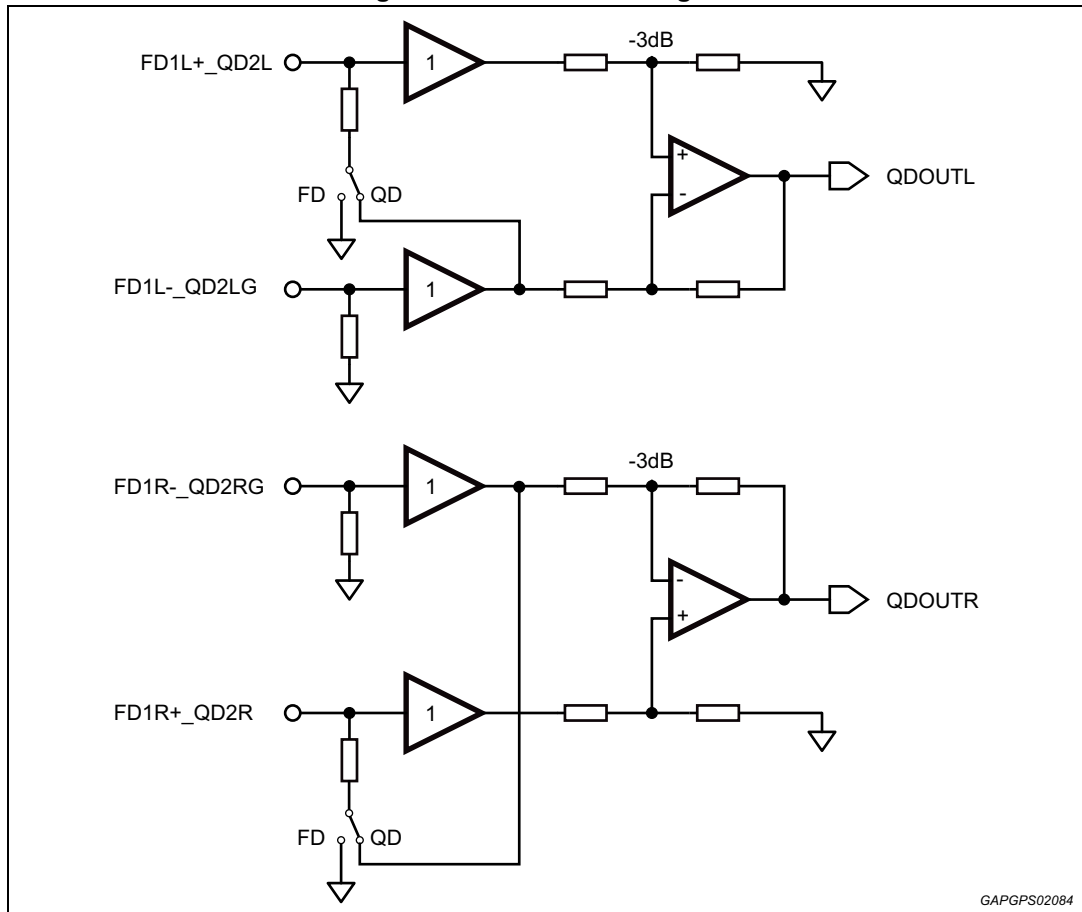 -3dB
FD1L+_QD2L
1
+
QDOUTL
-
FD QD
FD1L-_QD2LG
1
-3dB
FD1R-_QD2RG
1
-
QDOUTR
+
FD1R+_QD2R
1
FD QD
GAPGPS02084